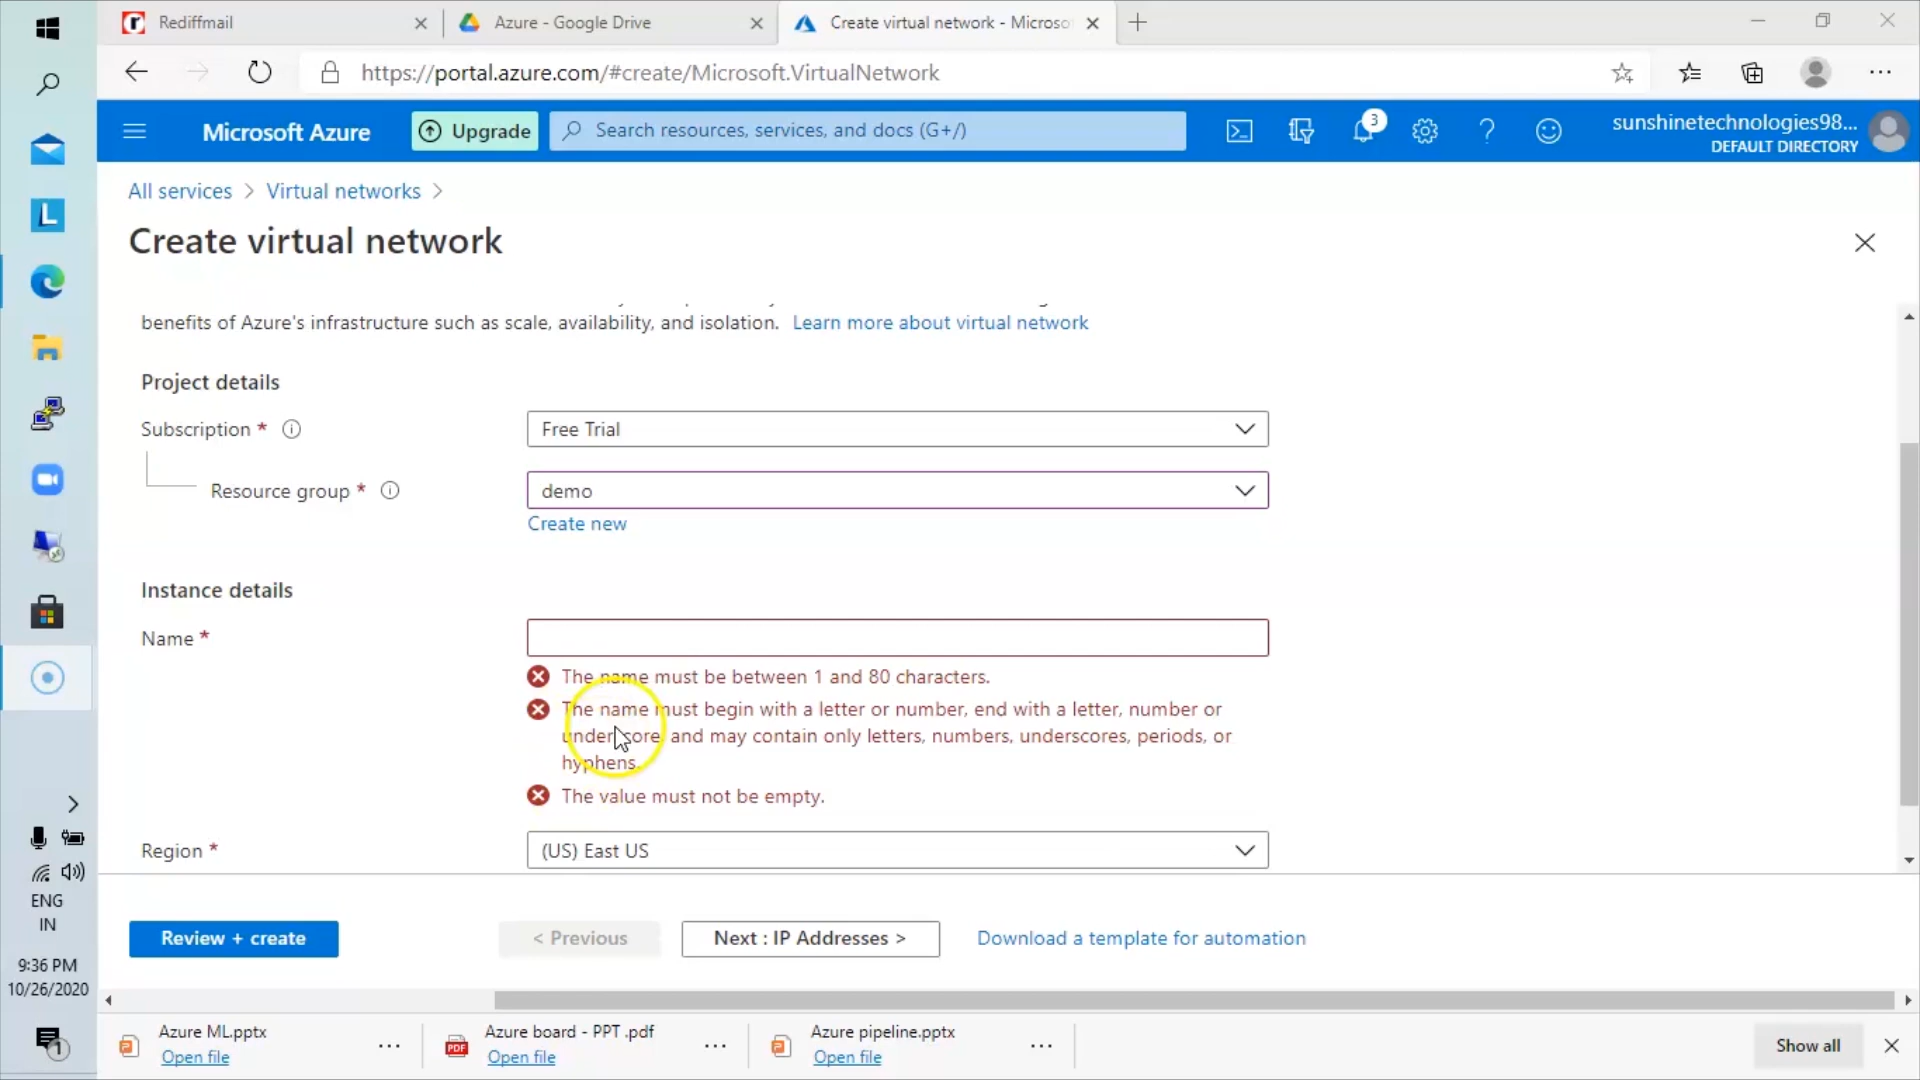 Rediffmail
Azure - Google Drive
Create virtual network - Microso
https://portal.azure.com/#create/Microsoft.VirtualNetwork
Microsoft Azure
Upgrade
Search resources, services, and docs (G+/)
3
sunshinetechnologies98...
DEFAULT DIRECTORY
All services > Virtual networks >
Create virtual network
benefits of Azure's infrastructure such as scale, availability, and isolation. Learn more about virtual network
Project details
Subscription *
Free Trial
Resource group *
demo
Create new
Instance details
Name *
The name must be between 1 and 80 characters.
The name must begin with a letter or number, end with a letter, number or
underscore, and may contain only letters, numbers, underscores, periods, or
hyphens.
The value must not be empty.
Region *
(US) East US
Review + create
< Previous
Next : IP Addresses >
Download a template for automation
ENG
IN
9:36 PM
10/26/2020
1
Azure ML.pptx
Open file
Azure board - PPT .pdf
Open file
Azure pipeline.pptx
Open file
Show all